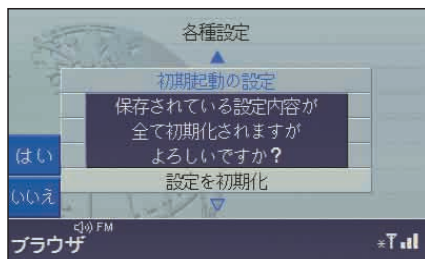 各種設定
初期起動の設定
保存されている設定内容が
全て初期化されますが
よろしいですか?
はい
設定を初期化
いいえ
FM
ブラウザ